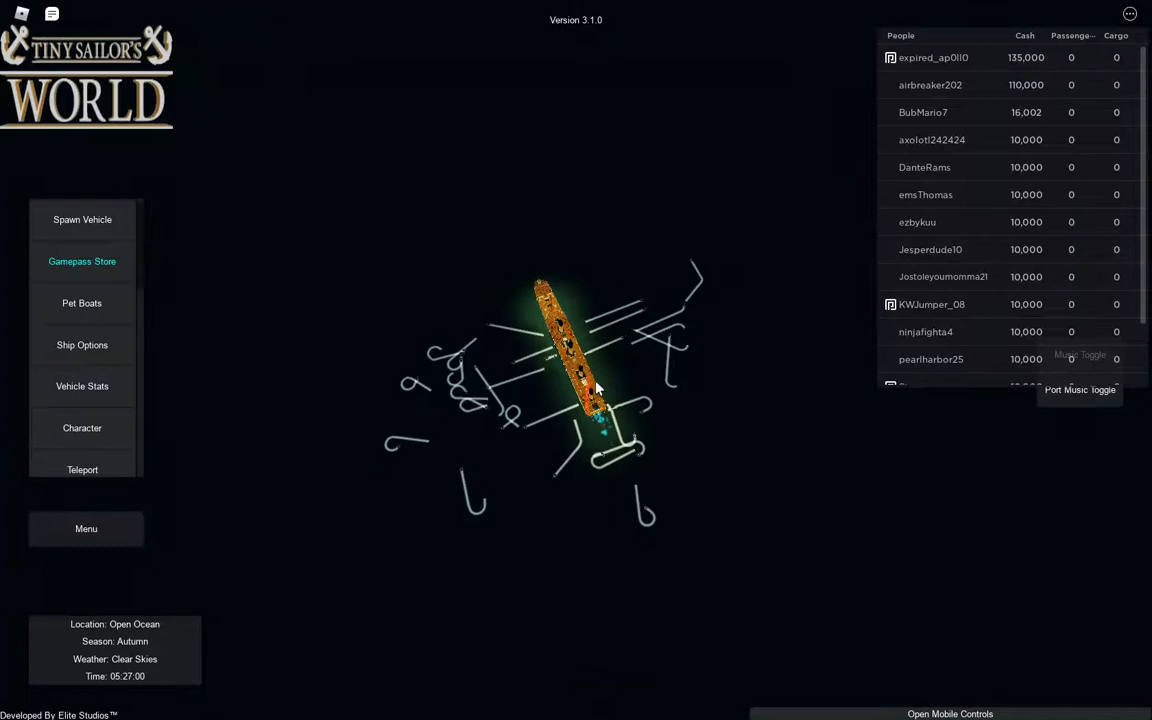 Version 3.1.0
TINY SAILOR'S
WORLD
People Cash Passenge··· Cargo
expired_ap0ll0 135,000 0 0
airbreaker202 110,000 0 0
BubMario7 16,002 0 0
axolotl242424 10,000 0 0
DanteRams 10,000 0 0
emsThomas 10,000 0 0
ezbykuu 10,000 0 0
Jesperdude10 10,000 0 0
Jostoleyoumomma21 10,000 0 0
KWJumper_08 10,000 0 0
ninjafighta4 10,000 0 0
pearlharbor25 10,000 0 0
Music Toggle
Port Music Toggle
Spawn Vehicle
Gamepass Store
Pet Boats
Ship Options
Vehicle Stats
Character
Teleport
Menu
Location: Open Ocean
Season: Autumn
Weather: Clear Skies
Time: 05:27:00
Developed By Elite Studios™
Open Mobile Controls